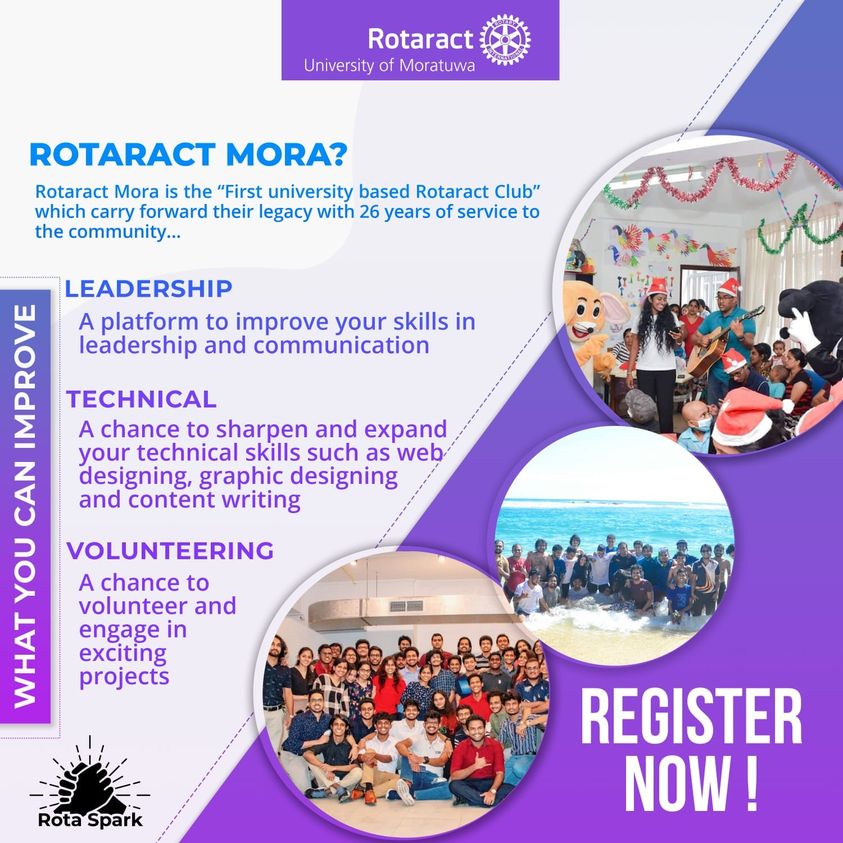 Rotaract
University of Moratuwa
ROTARACT MORA?
Rotaract Mora is the “First university based Rotaract Club”
which carry forward their legacy with 26 years of service to
the community...
WHAT YOU CAN IMPROVE
LEADERSHIP
A platform to improve your skills in
leadership and communication
TECHNICAL
A chance to sharpen and expand
your technical skills such as web
designing, graphic designing
and content writing
VOLUNTEERING
A chance to
volunteer and
engage in
exciting
projects
REGISTER
NOW !
Rota Spark